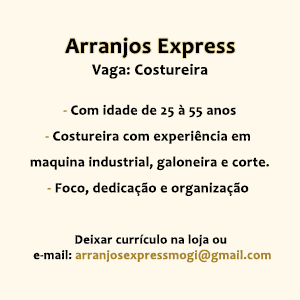 Arranjos Express
Vaga: Costureira
- Com idade de 25 à 55 anos
- Costureira com experiência em
maquina industrial, galoneira e corte.
- Foco, dedicação e organização
Deixar currículo na loja ou
e-mail: arranjosexpressmogi@gmail.com